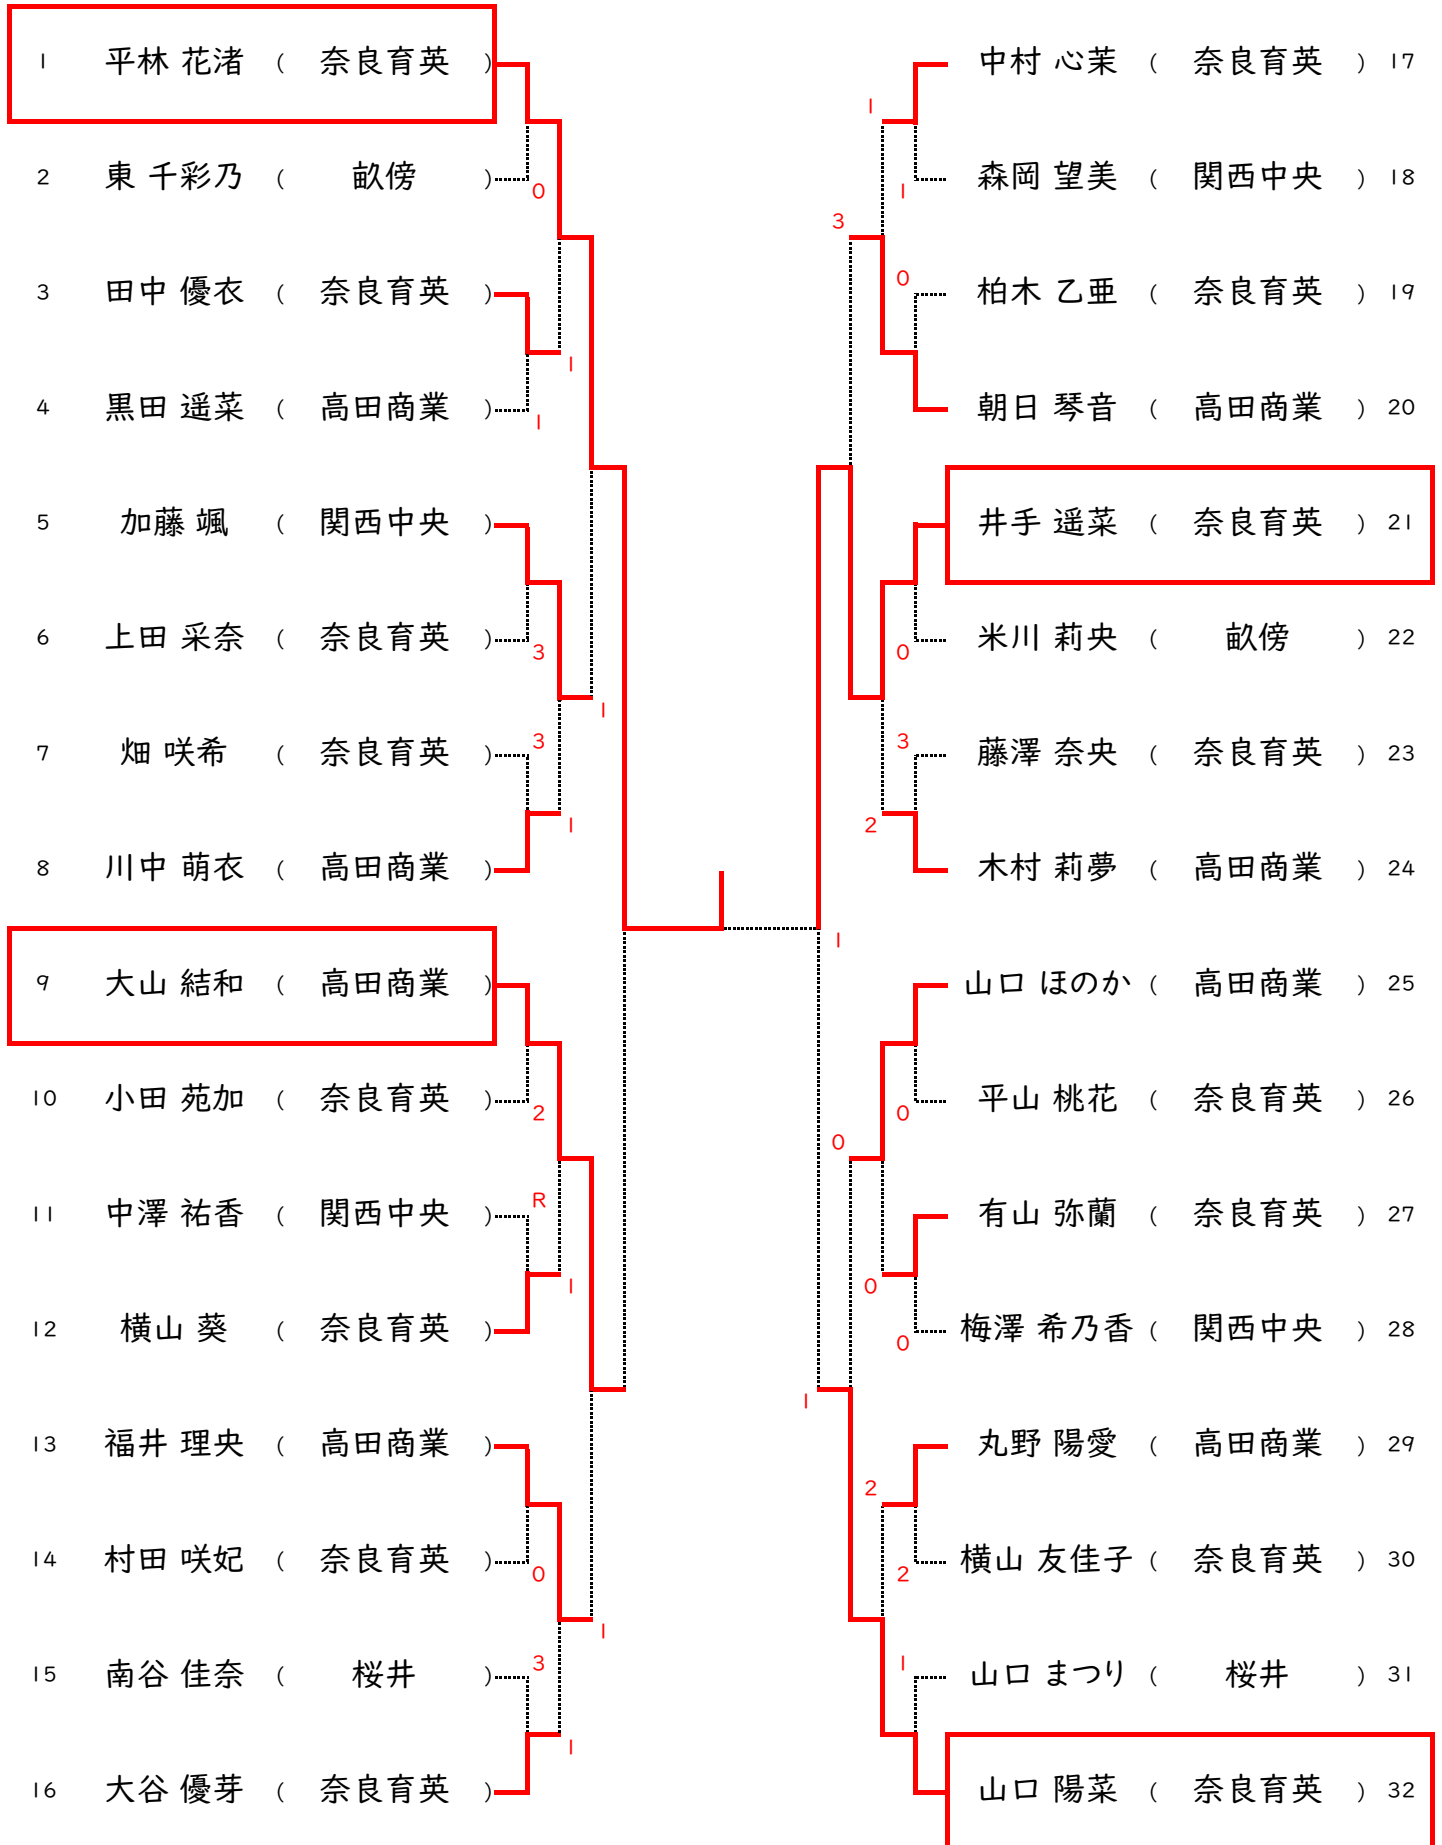 1 平林 花渚 ( 奈良育英 )
2 東 千彩乃 ( 畝傍 )
0
3 田中 優衣 ( 奈良育英 )
1
4 黒田 遥菜 ( 高田商業 )
1
5 加藤 颯 ( 関西中央 )
6 上田 采奈 ( 奈良育英 )
3
1
7 畑 咲希 ( 奈良育英 )
3
1
8 川中 萌衣 ( 高田商業 )
9 大山 結和 ( 高田商業 )
10 小田 苑加 ( 奈良育英 )
2
11 中澤 祐香 ( 関西中央 )
R
1
12 横山 葵 ( 奈良育英 )
13 福井 理央 ( 高田商業 )
14 村田 咲妃 ( 奈良育英 )
0
1
15 南谷 佳奈 ( 桜井 )
3
1
16 大谷 優芽 ( 奈良育英 )
中村 心茉 ( 奈良育英 ) 17
1
森岡 望美 ( 関西中央 ) 18
1
3
0
柏木 乙亜 ( 奈良育英 ) 19
朝日 琴音 ( 高田商業 ) 20
井手 遥菜 ( 奈良育英 ) 21
米川 莉央 ( 畝傍 ) 22
0
3
藤澤 奈央 ( 奈良育英 ) 23
2
木村 莉夢 ( 高田商業 ) 24
1
山口 ほのか ( 高田商業 ) 25
平山 桃花 ( 奈良育英 ) 26
0
0
有山 弥蘭 ( 奈良育英 ) 27
0
梅澤 希乃香 ( 関西中央 ) 28
0
1
丸野 陽愛 ( 高田商業 ) 29
2
横山 友佳子 ( 奈良育英 ) 30
2
1
山口 まつり ( 桜井 ) 31
山口 陽菜 ( 奈良育英 ) 32